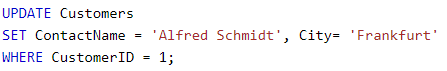 UPDATE Customers
SET ContactName = 'Alfred Schmidt', City= 'Frankfurt'
WHERE CustomerID = 1;